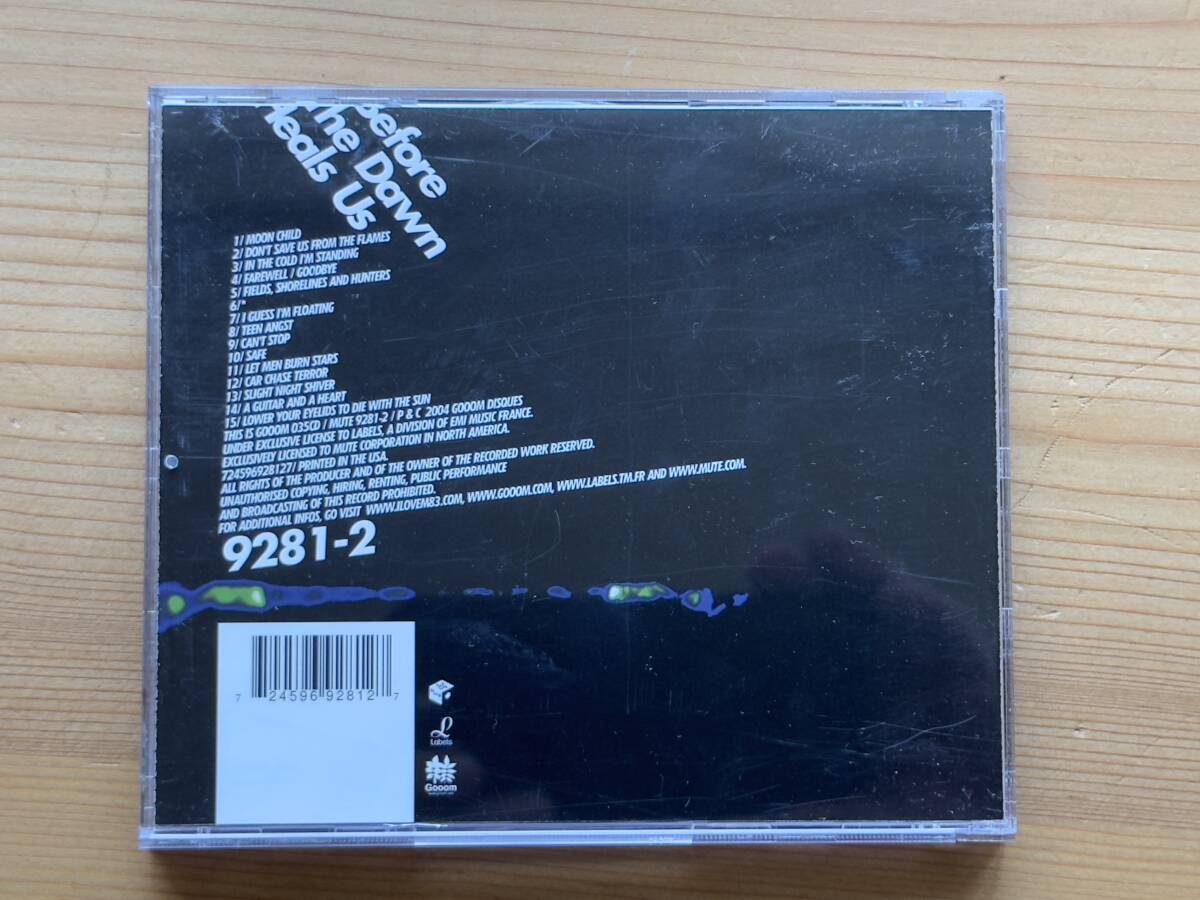 Before
The Dawn
Heals Us
1/ MOON CHILD
2/ DON'T SAVE US FROM THE FLAMES
3/ IN THE COLD I'M STANDING
4/ FAREWELL / GOODBYE
5/ FIELDS, SHORELINES AND HUNTERS
6/ *
7/ I GUESS I'M FLOATING
8/ TEEN ANGST
9/ CAN'T STOP
10/ SAFE
11/ LET MEN BURN STARS
12/ CAR CHASE TERROR
13/ SLIGHT NIGHT SHIVER
14/ A GUITAR AND A HEART
15/ LOWER YOUR EYELIDS TO DIE WITH THE SUN
THIS IS GOOOM 035CD / MUTE 9281-2 / P & C 2004 GOOOM DISQUES
UNDER EXCLUSIVE LICENSE TO LABELS, A DIVISION OF EMI MUSIC FRANCE.
EXCLUSIVELY LICENSED TO MUTE CORPORATION IN NORTH AMERICA.
724596928127/ PRINTED IN THE USA.
ALL RIGHTS OF THE PRODUCER AND OF THE OWNER OF THE RECORDED WORK RESERVED.
UNAUTHORISED COPYING, HIRING, RENTING, PUBLIC PERFORMANCE
AND BROADCASTING OF THIS RECORD PROHIBITED.
FOR ADDITIONAL INFOS, GO VISIT WWW.ILOVEM83.COM, WWW.GOOOM.COM, WWW.LABELS.TM.FR AND WWW.MUTE.COM.
9281-2
7 24596 92812 7
L
Labels
Gooom